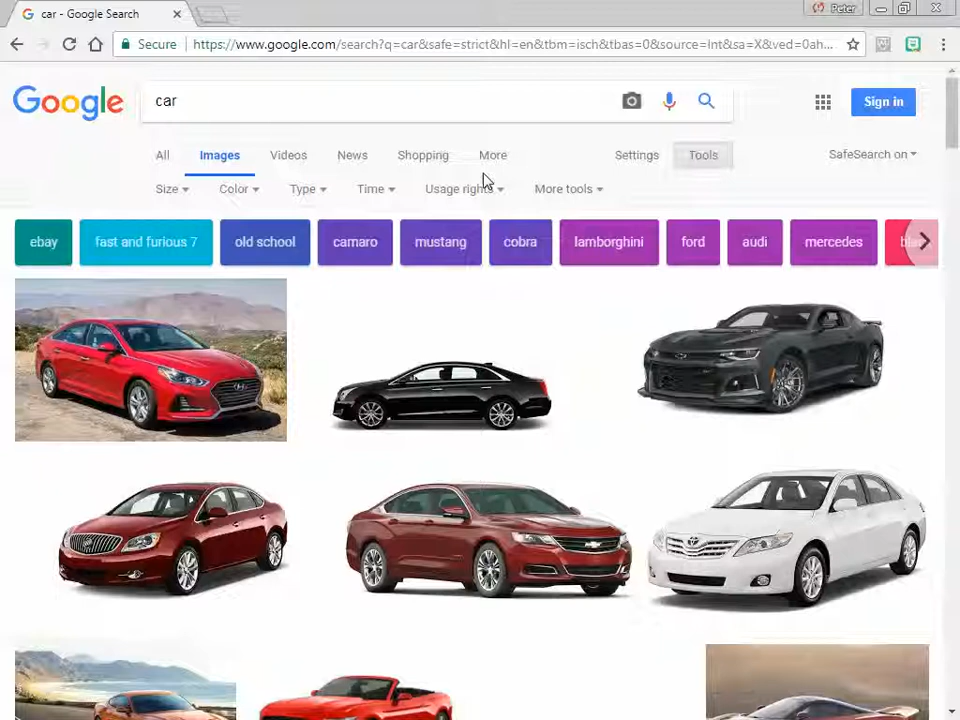 car - Google Search
Peter
Secure
https://www.google.com/search?q=car&safe=strict&hl=en&tbm=isch&tbas=0&source=lnt&sa=X&ved=0ah...
Google
car
Sign in
All Images Videos News Shopping More Settings Tools SafeSearch on
Size Color Type Time Usage rights More tools
ebay fast and furious 7 old school camaro mustang cobra lamborghini ford audi mercedes